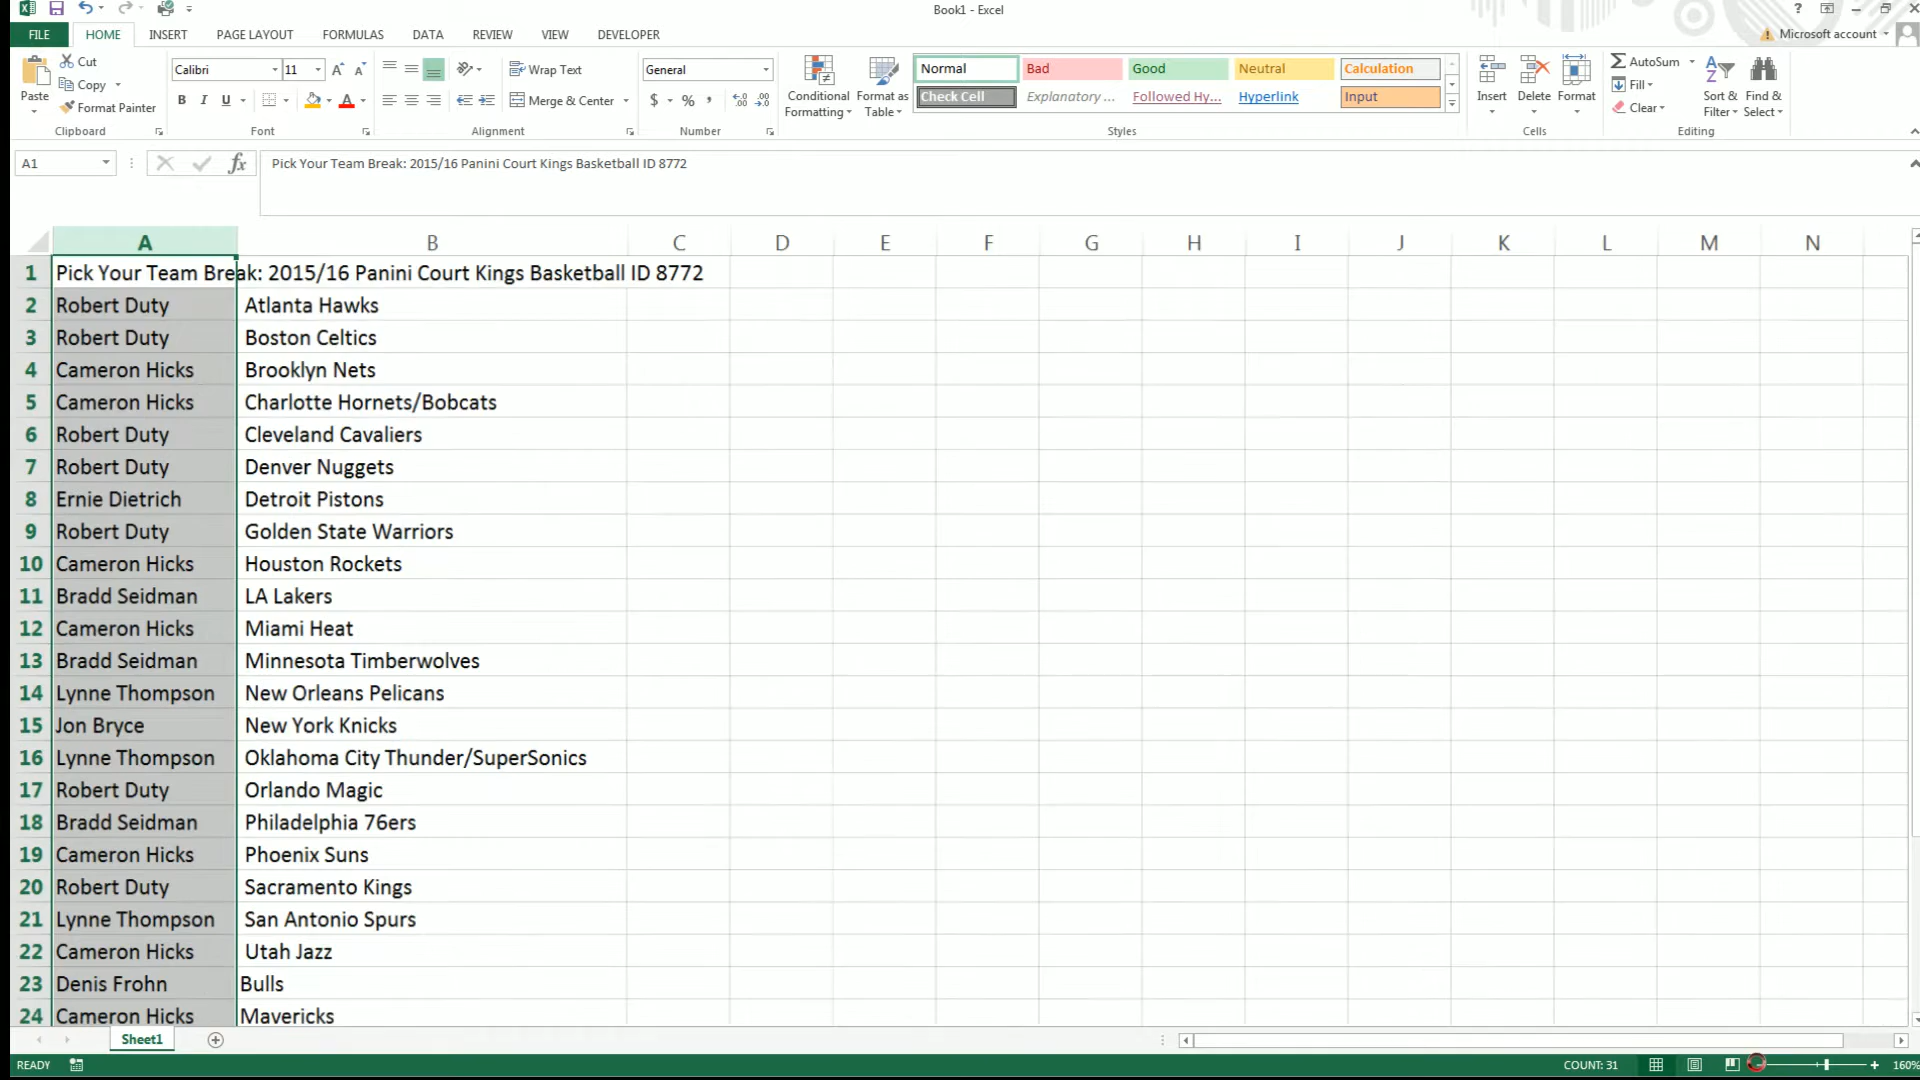 Book1 - Excel
?
FILE HOME INSERT PAGE LAYOUT FORMULAS DATA REVIEW VIEW DEVELOPER Microsoft account
Paste Cut Copy Format Painter
Calibri 11 A A B I U A
Wrap Text Merge & Center
General $ % ,
Conditional Formatting Format as Table
Normal Bad Good Neutral Calculation
Check Cell Explanatory ... Followed Hy... Hyperlink Input
Insert Delete Format
AutoSum Fill Clear Sort & Filter Find & Select
Clipboard Font Alignment Number Styles Cells Editing
A1 fx Pick Your Team Break: 2015/16 Panini Court Kings Basketball ID 8772
A B C D E F G H I J K L M N
1 Pick Your Team Break: 2015/16 Panini Court Kings Basketball ID 8772
2 Robert Duty Atlanta Hawks
3 Robert Duty Boston Celtics
4 Cameron Hicks Brooklyn Nets
5 Cameron Hicks Charlotte Hornets/Bobcats
6 Robert Duty Cleveland Cavaliers
7 Robert Duty Denver Nuggets
8 Ernie Dietrich Detroit Pistons
9 Robert Duty Golden State Warriors
10 Cameron Hicks Houston Rockets
11 Bradd Seidman LA Lakers
12 Cameron Hicks Miami Heat
13 Bradd Seidman Minnesota Timberwolves
14 Lynne Thompson New Orleans Pelicans
15 Jon Bryce New York Knicks
16 Lynne Thompson Oklahoma City Thunder/SuperSonics
17 Robert Duty Orlando Magic
18 Bradd Seidman Philadelphia 76ers
19 Cameron Hicks Phoenix Suns
20 Robert Duty Sacramento Kings
21 Lynne Thompson San Antonio Spurs
22 Cameron Hicks Utah Jazz
23 Denis Frohn Bulls
24 Cameron Hicks Mavericks
Sheet1
READY COUNT: 31 160%